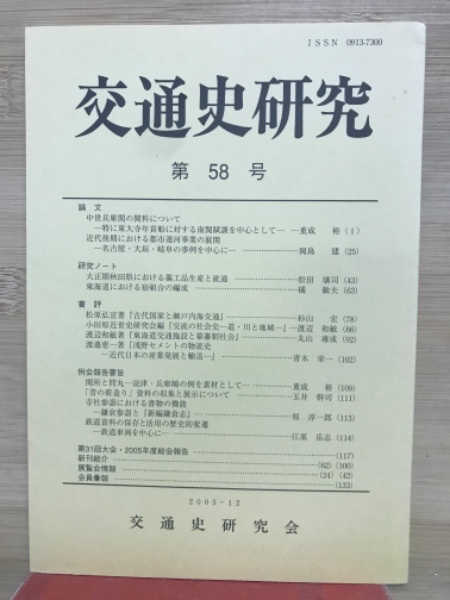 ISSN 0913-7300
交通史研究
第 58 号
論 文
中世兵庫関の関料について
―特に東大寺年貢船に対する南関賦課を中心として― …重成 裕（1）
近代後期における都市運河事業の展開
―名古屋・大垣・岐阜の事例を中心に― …岡島 建（25）
研究ノート
大正期秋田県における藁工品生産と流通 …松田 (43)
東海道における宿組合の編成 …橘 敏夫（63）
書 評
松原弘宣著『古代国家と瀬戸内海交通』 …杉山 宏（78）
小田原近世史研究会編『交流の社会史―道・川と地域―』…渡辺 和敏（86）
渡辺和敏著『東海道交通施設と幕藩制社会』 …丸山 雍成（92）
渡邉恵一著『浅野セメントの物流史
―近代日本の産業発展と輸送―』 …青木 栄一（102）
例会報告要旨
関所と問丸―淀津・兵庫嶋の例を素材として― …重成 裕（109）
「昔の荷造り」資料の収集と展示について …玉井 幹司（111）
寺社参詣における書物の機能
―鎌倉参詣と『新編鎌倉志』― …原 淳一郎（113）
鉄道資料の保存と活用の歴史的変遷
―鉄道車両を中心に― …江原 岳志（114）
第31回大会・2005年度総会報告 …（117）
新刊紹介 …（62）（100）
展覧会情報 …（24）（42）
会員彙報 …（133）
2005-12
交通史研究会